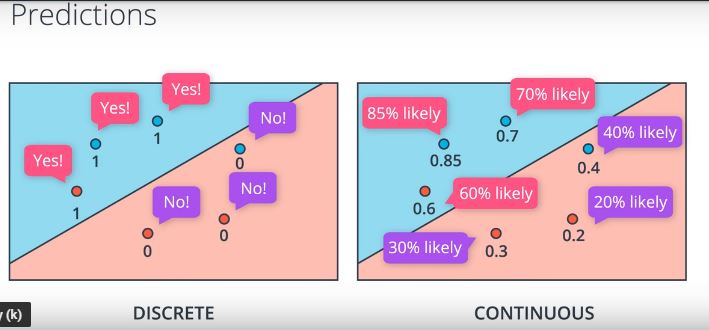 Predictions
Yes!
Yes!
Yes!
No!
No!
No!
1
1
1
0
0
0
DISCRETE
85% likely
70% likely
40% likely
60% likely
20% likely
30% likely
0.85
0.7
0.4
0.6
0.2
0.3
CONTINUOUS
(k)